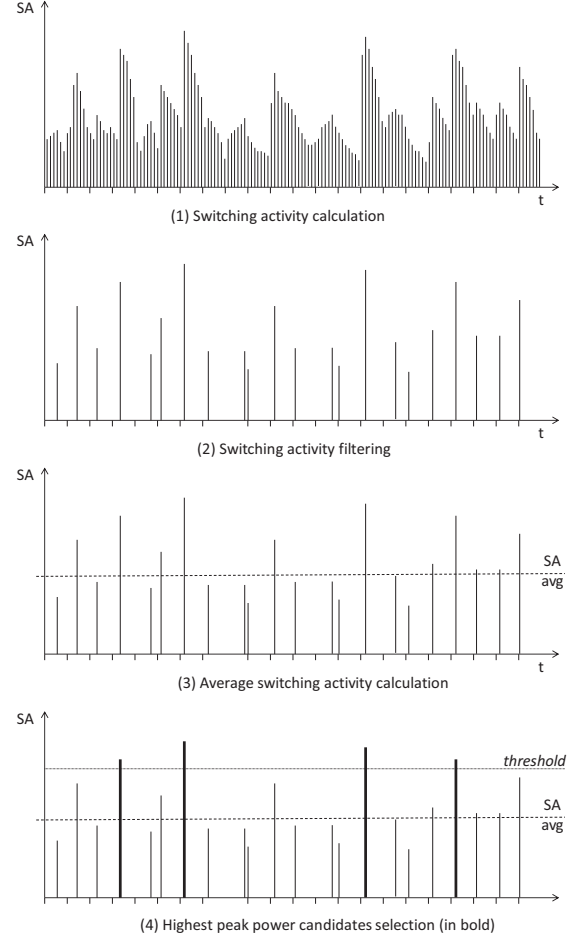 SA
t
(1) Switching activity calculation
SA
t
(2) Switching activity filtering
SA
SA
avg
t
(3) Average switching activity calculation
SA
threshold
SA
avg
(4) Highest peak power candidates selection (in bold)